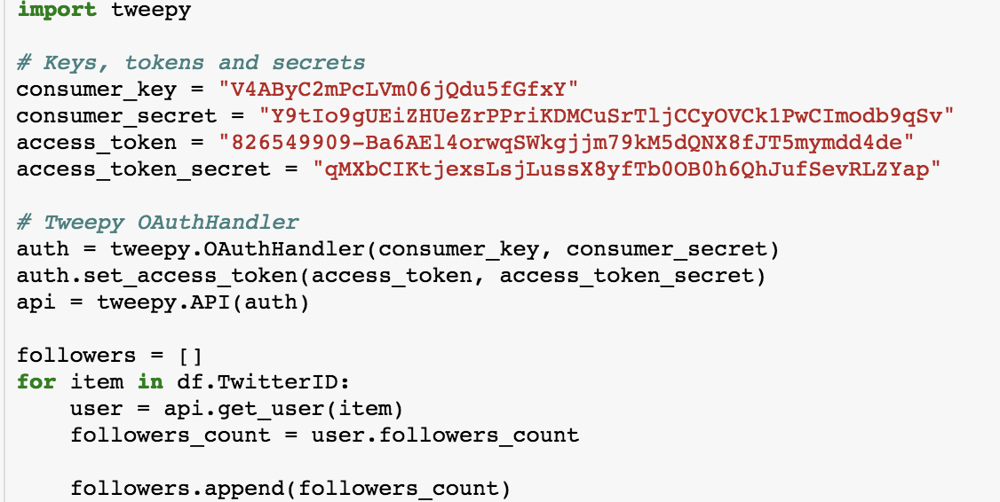 import tweepy
# Keys, tokens and secrets
consumer_key = "V4AByC2mPcLVm06jQdu5fGfxY"
consumer_secret = "Y9tIo9gUEiZHUeZrPPriKDMCuSrTljCCyOVCk1PwCImodb9qSv"
access_token = "826549909-Ba6AEl4orwqSWkgjjm79kM5dQNX8fJT5mymdd4de"
access_token_secret = "qMXbCIKtjexsLsjLussX8yfTb0OB0h6QhJufSevRLZYap"
# Tweepy OAuthHandler
auth = tweepy.OAuthHandler(consumer_key, consumer_secret)
auth.set_access_token(access_token, access_token_secret)
api = tweepy.API(auth)
followers = []
for item in df.TwitterID:
    user = api.get_user(item)
    followers_count = user.followers_count
    followers.append(followers_count)